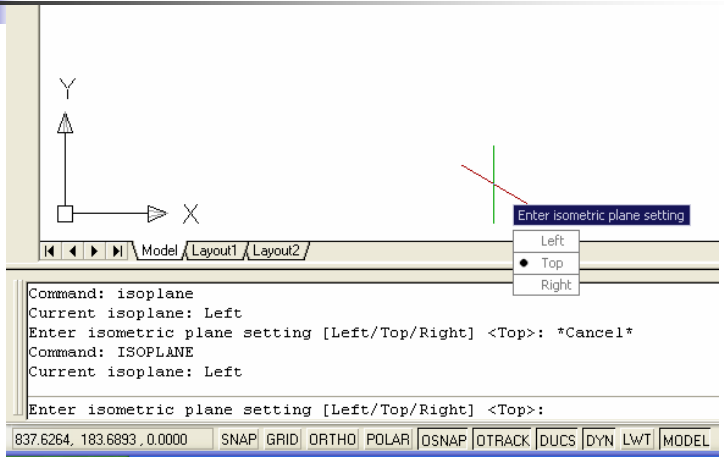 Y
X
Enter isometric plane setting
Left
Top
Right
Model Layout1 Layout2
Command: isoplane
Current isoplane: Left
Enter isometric plane setting [Left/Top/Right] <Top>: *Cancel*
Command: ISOPLANE
Current isoplane: Left
Enter isometric plane setting [Left/Top/Right] <Top>:
837.6264, 183.6893 , 0.0000 SNAP GRID ORTHO POLAR OSNAP OTRACK DUCS DYN LWT MODEL